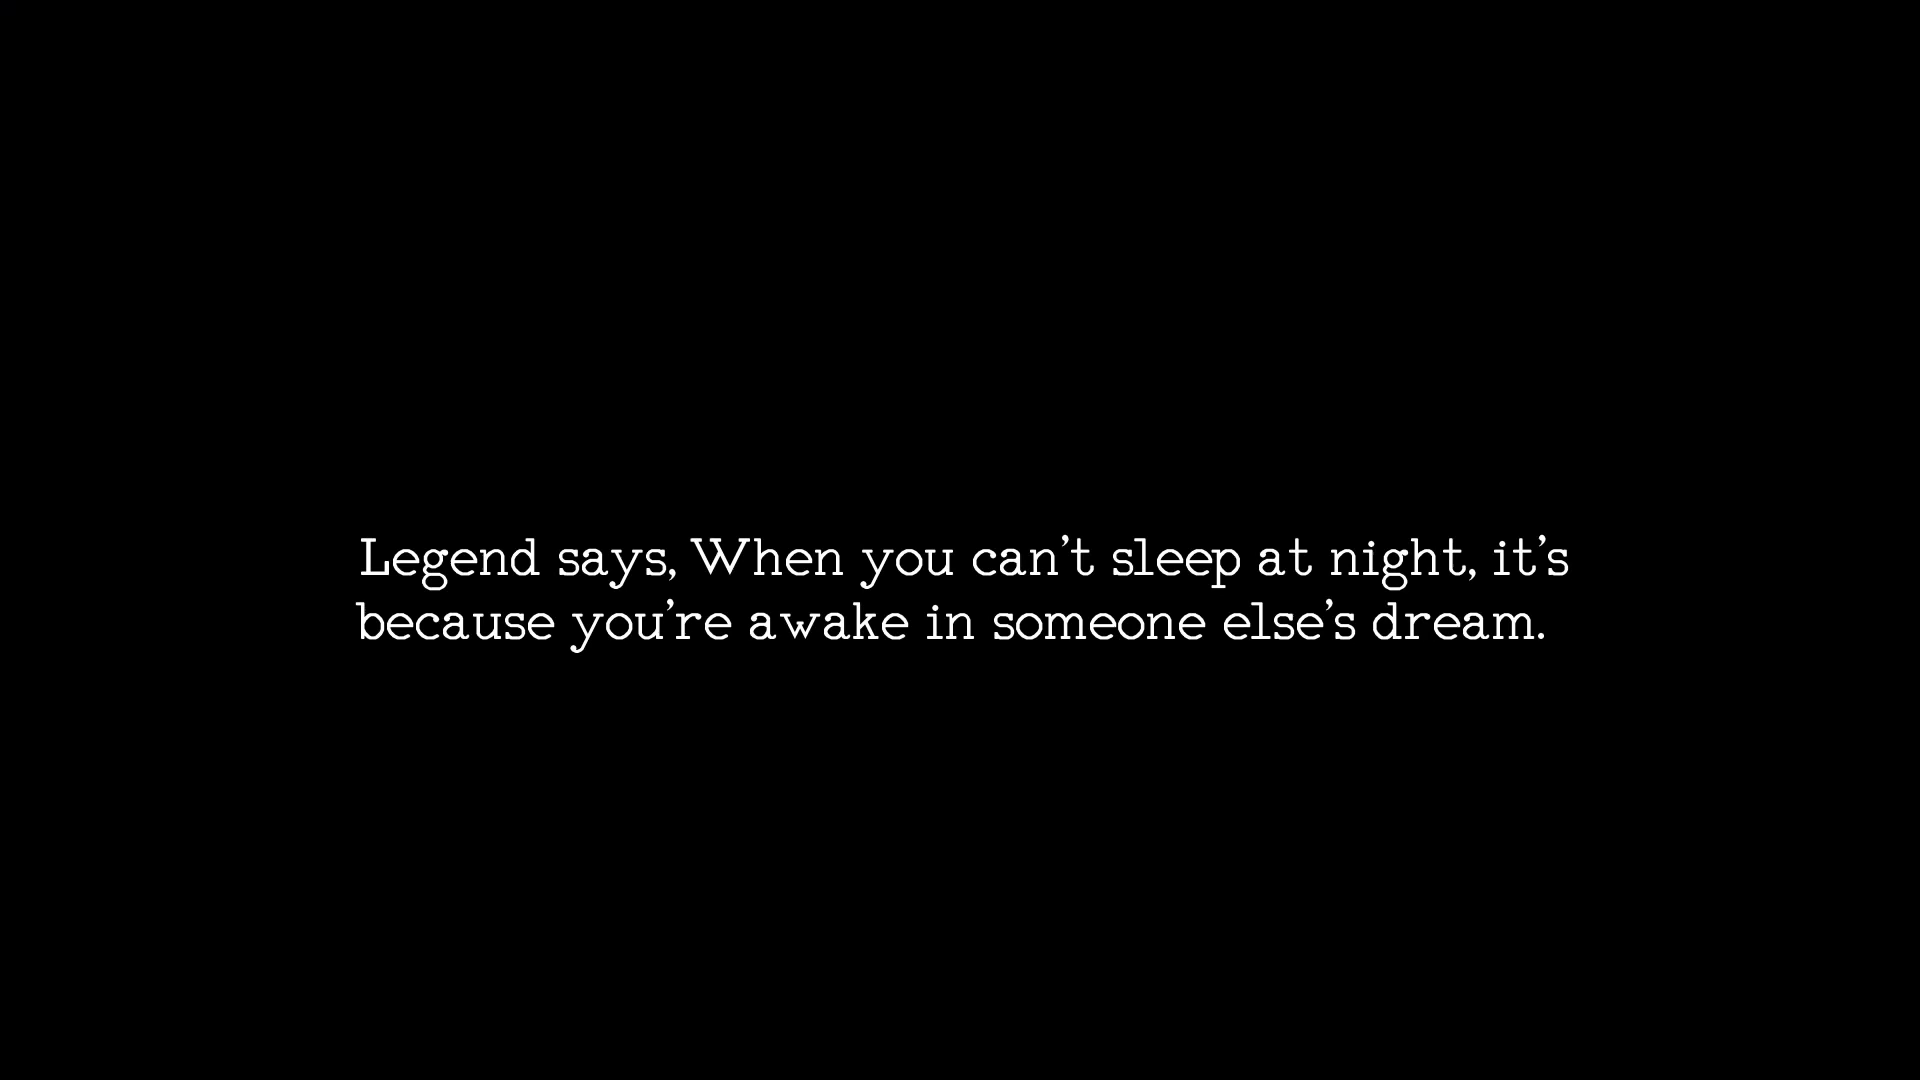 Legend says, When you can’t sleep at night, it’s
because you’re awake in someone else’s dream.